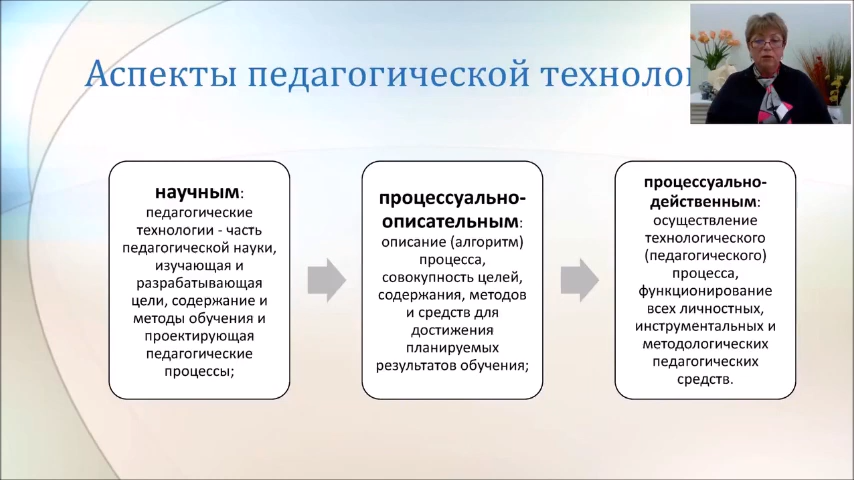 Аспекты педагогической
научным:
педагогические
технологии - часть
педагогической науки,
изучающая и
разрабатывающая
цели, содержание и
методы обучения и
проектирующая
педагогические
процессы;
процессуально-
описательным:
описание (алгоритм)
процесса,
совокупность целей,
содержания, методов
и средств для
достижения
планируемых
результатов обучения;
процессуально-
действенным:
осуществление
технологического
(педагогического)
процесса,
функционирование
всех личностных,
инструментальных и
методологических
педагогических
средств.